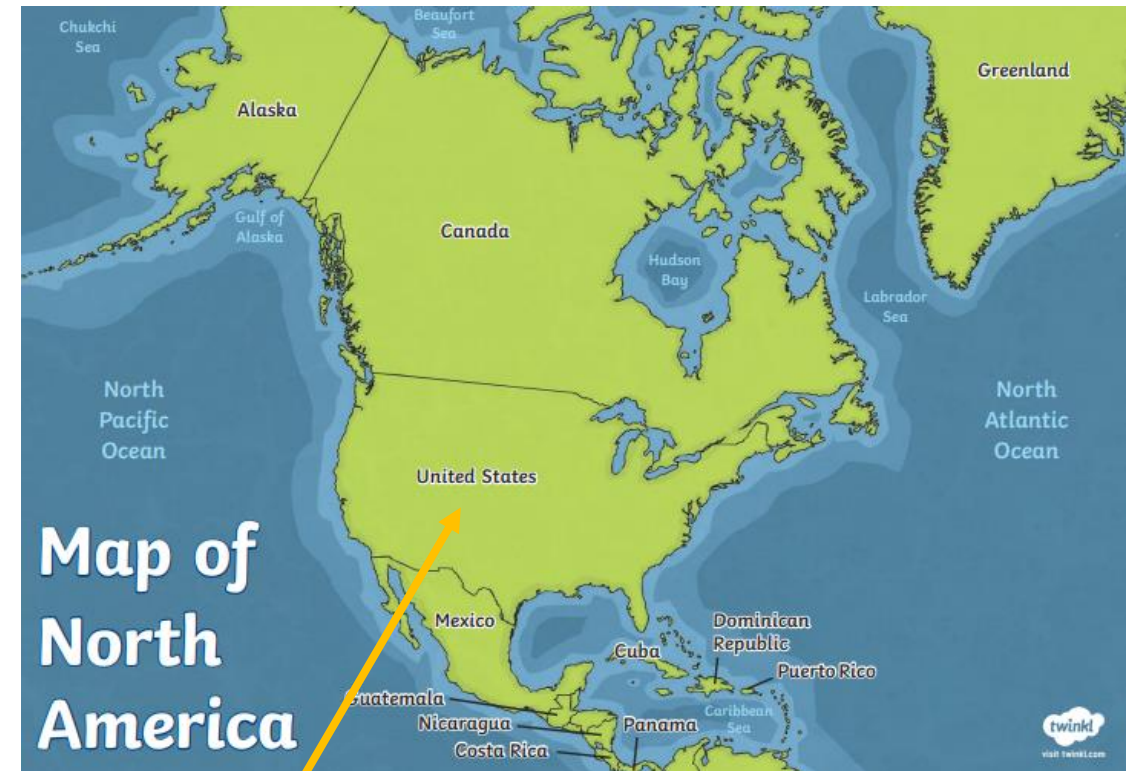 Chukchi
Sea
Beaufort
Sea
Greenland
Alaska
Gulf of
Alaska
Canada
Hudson
Bay
Labrador
Sea
North
Pacific
Ocean
North
Atlantic
Ocean
United States
Map of
North
America
Mexico
Cuba
Dominican
Republic
Puerto Rico
Guatemala
Nicaragua
Costa Rica
Panama
Caribbean
Sea
twinkl
visit twinkl.com